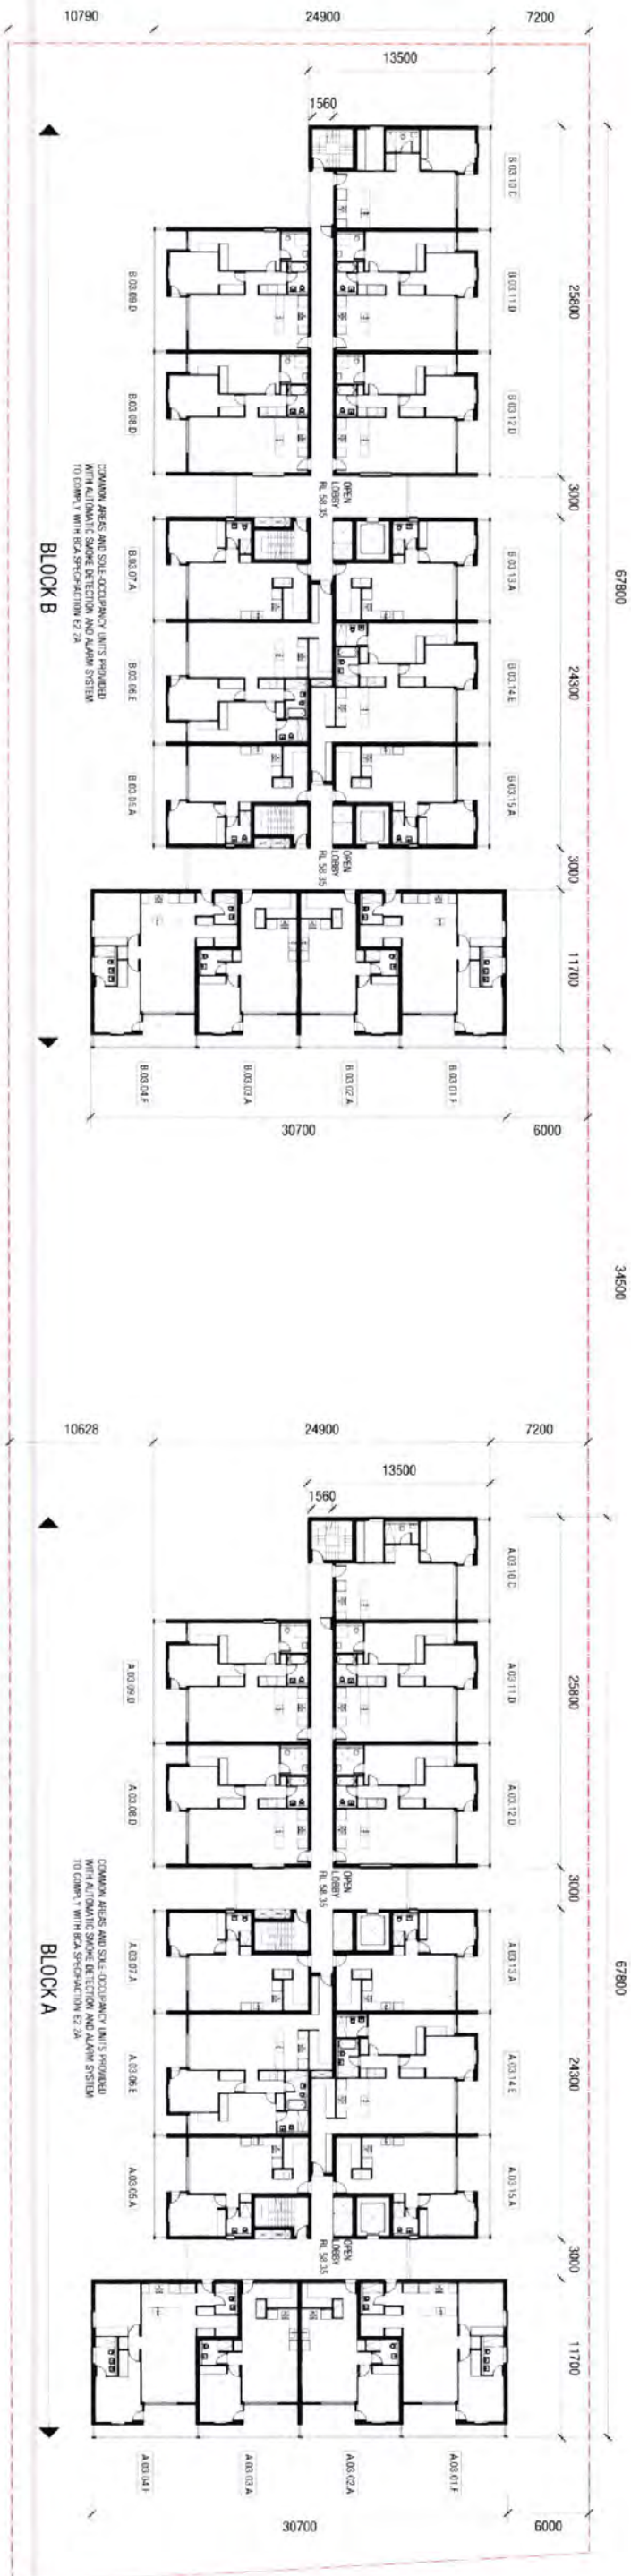 10790
24900
7200
13500
1560
B.03.10.C
B.03.09.D
B.03.11.D
25800
B.03.08.D
B.03.12.D
OPEN
LOBBY
RL 58.35
3000
67800
COMMON AREAS AND SOLE-OCCUPANCY UNITS PROVIDED
WITH AUTOMATIC SMOKE DETECTION AND ALARM SYSTEM
TO COMPLY WITH BCA SPECIFIACTION E2.2A
BLOCK B
B.03.07.A
B.03.13.A
B.03.06.E
B.03.14.E
24300
B.03.05.A
B.03.15.A
OPEN
LOBBY
RL 58.35
3000
11700
B.03.04.F
B.03.03.A
B.03.02.A
B.03.01.F
30700
6000
34500
10628
24900
7200
13500
1560
A.03.10.C
A.03.09.D
A.03.11.D
25800
A.03.08.D
A.03.12.D
OPEN
LOBBY
RL 58.35
3000
67800
COMMON AREAS AND SOLE-OCCUPANCY UNITS PROVIDED
WITH AUTOMATIC SMOKE DETECTION AND ALARM SYSTEM
TO COMPLY WITH BCA SPECIFIACTION E2.2A
BLOCK A
A.03.07.A
A.03.13.A
A.03.06.E
A.03.14.E
24300
A.03.05.A
A.03.15.A
OPEN
LOBBY
RL 58.35
3000
11700
A.03.04.F
A.03.03.A
A.03.02.A
A.03.01.F
30700
6000